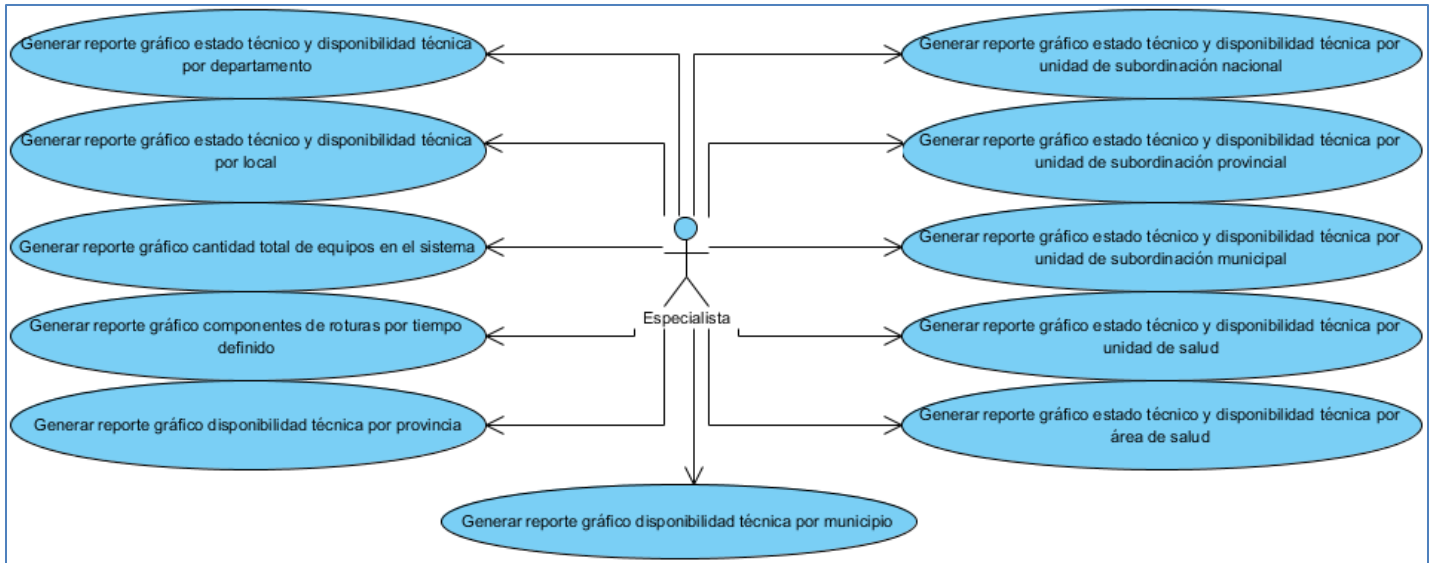 Generar reporte gráfico estado técnico y disponibilidad técnica
por departamento
Generar reporte gráfico estado técnico y disponibilidad técnica
por local
Generar reporte gráfico cantidad total de equipos en el sistema
Generar reporte gráfico componentes de roturas por tiempo
definido
Generar reporte gráfico disponibilidad técnica por provincia
Especialista
Generar reporte gráfico estado técnico y disponibilidad técnica por
unidad de subordinación nacional
Generar reporte gráfico estado técnico y disponibilidad técnica por
unidad de subordinación provincial
Generar reporte gráfico estado técnico y disponibilidad técnica por
unidad de subordinación municipal
Generar reporte gráfico estado técnico y disponibilidad técnica por
unidad de salud
Generar reporte gráfico estado técnico y disponibilidad técnica por
área de salud
Generar reporte gráfico disponibilidad técnica por municipio